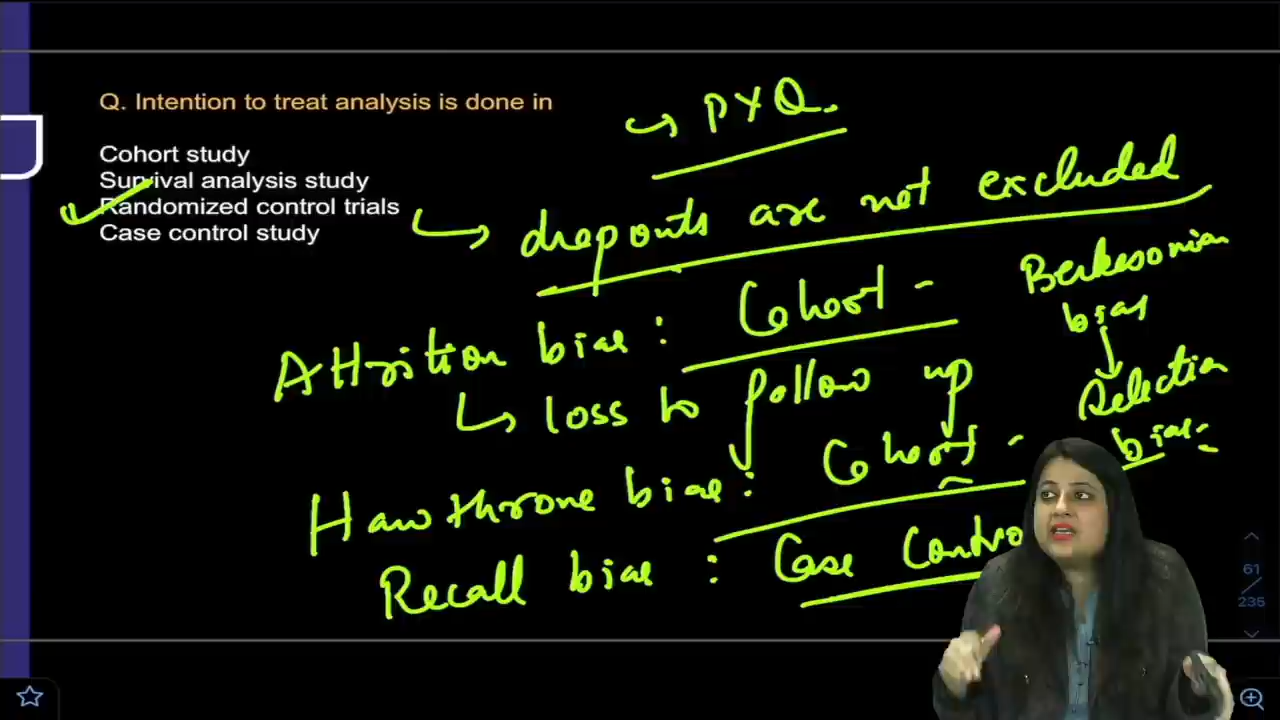 Q. Intention to treat analysis is done in
↳ PYQ.
Cohort study
Survival analysis study
Randomized control trials
Case control study
↳ dropouts are not excluded
Attrition bias : Cohort -
↳ loss to follow up
Berkesonian
bias
Selection
bias
Hawthrone bias : Cohort -
Recall bias : Case Contro
61
235